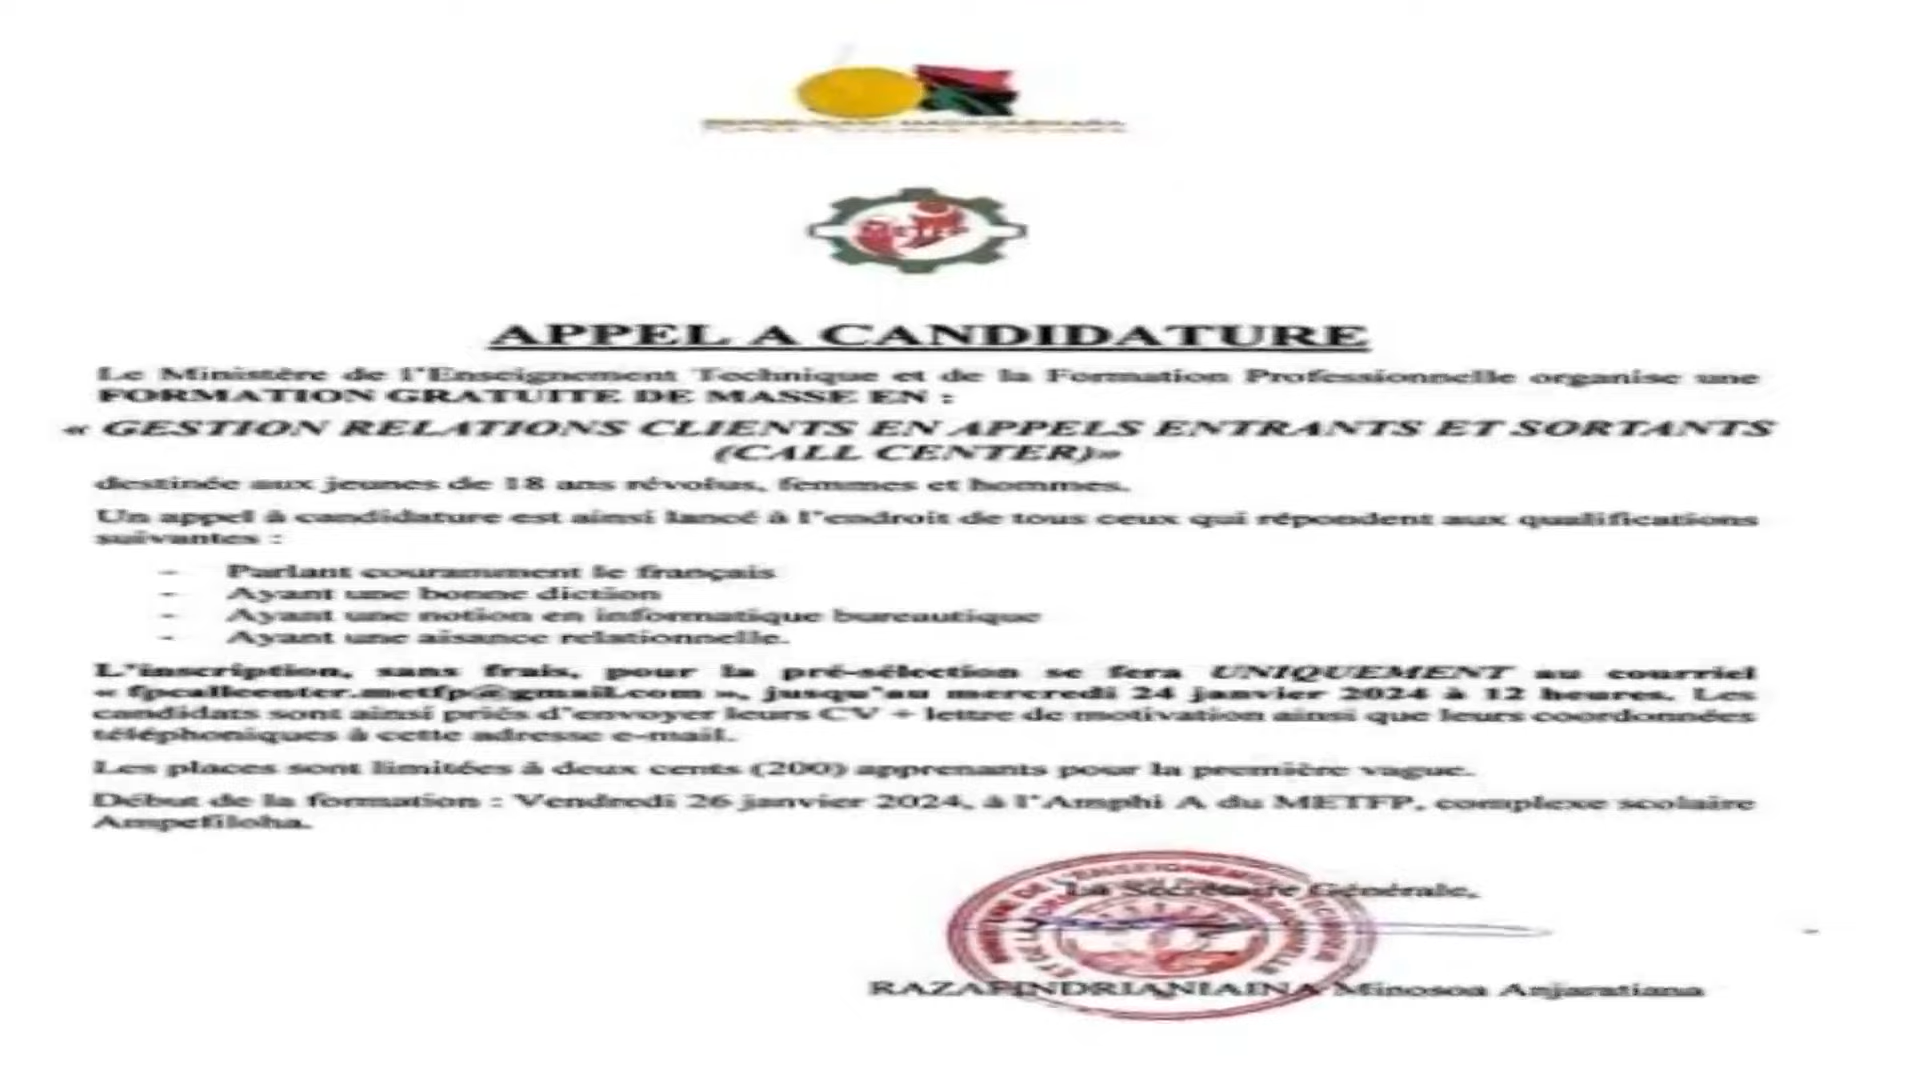 METFP
APPEL A CANDIDATURE
Le Ministère de l'Enseignement Technique et de la Formation Professionnelle organise une
FORMATION GRATUITE DE MASSE EN :
« GESTION RELATIONS CLIENTS EN APPELS ENTRANTS ET SORTANTS
(CALL CENTER)»
destinée aux jeunes de 18 ans révolus, femmes et hommes.
Un appel à candidature est ainsi lancé à l'endroit de tous ceux qui répondent aux qualifications
suivantes :
- Parlant couramment le français
- Ayant une bonne diction
- Ayant une notion en informatique bureautique
- Ayant une aisance relationnelle.
L'inscription, sans frais, pour la pré-sélection se fera UNIQUEMENT au courriel
« fpcallcenter.metfp@gmail.com », jusqu'au mercredi 24 janvier 2024 à 12 heures. Les
candidats sont ainsi priés d'envoyer leurs CV + lettre de motivation ainsi que leurs coordonnées
téléphoniques à cette adresse e-mail.
Les places sont limitées à deux cents (200) apprenants pour la première vague.
Début de la formation : Vendredi 26 janvier 2024, à l'Amphi A du METFP, complexe scolaire
Ampefiloha.
La Secrétaire Générale,
RAZAFINDRIANIAINA Minosoa Anjaratiana